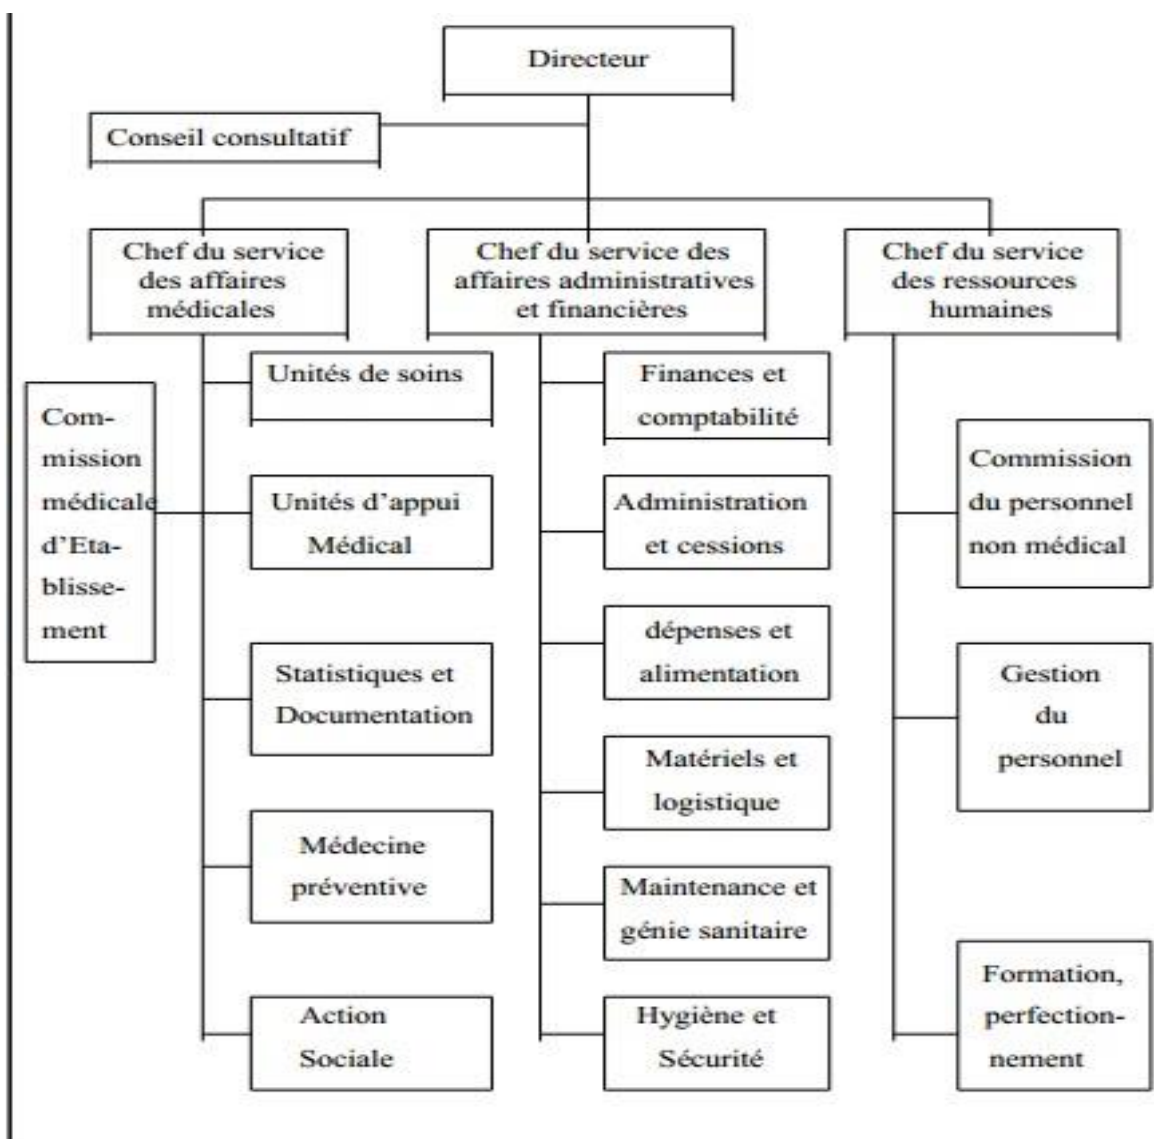 Directeur
Conseil consultatif
Chef du service
des affaires
médicales
Chef du service des
affaires administratives
et financières
Chef du service
des ressources
humaines
Com-
mission
médicale
d'Eta-
blisse-
ment
Unités de soins
Unités d'appui
Médical
Statistiques et
Documentation
Médecine
préventive
Action
Sociale
Finances et
comptabilité
Administration
et cessions
dépenses et
alimentation
Matériels et
logistique
Maintenance et
génie sanitaire
Hygiène et
Sécurité
Commission
du personnel
non médical
Gestion
du
personnel
Formation,
perfection-
nement